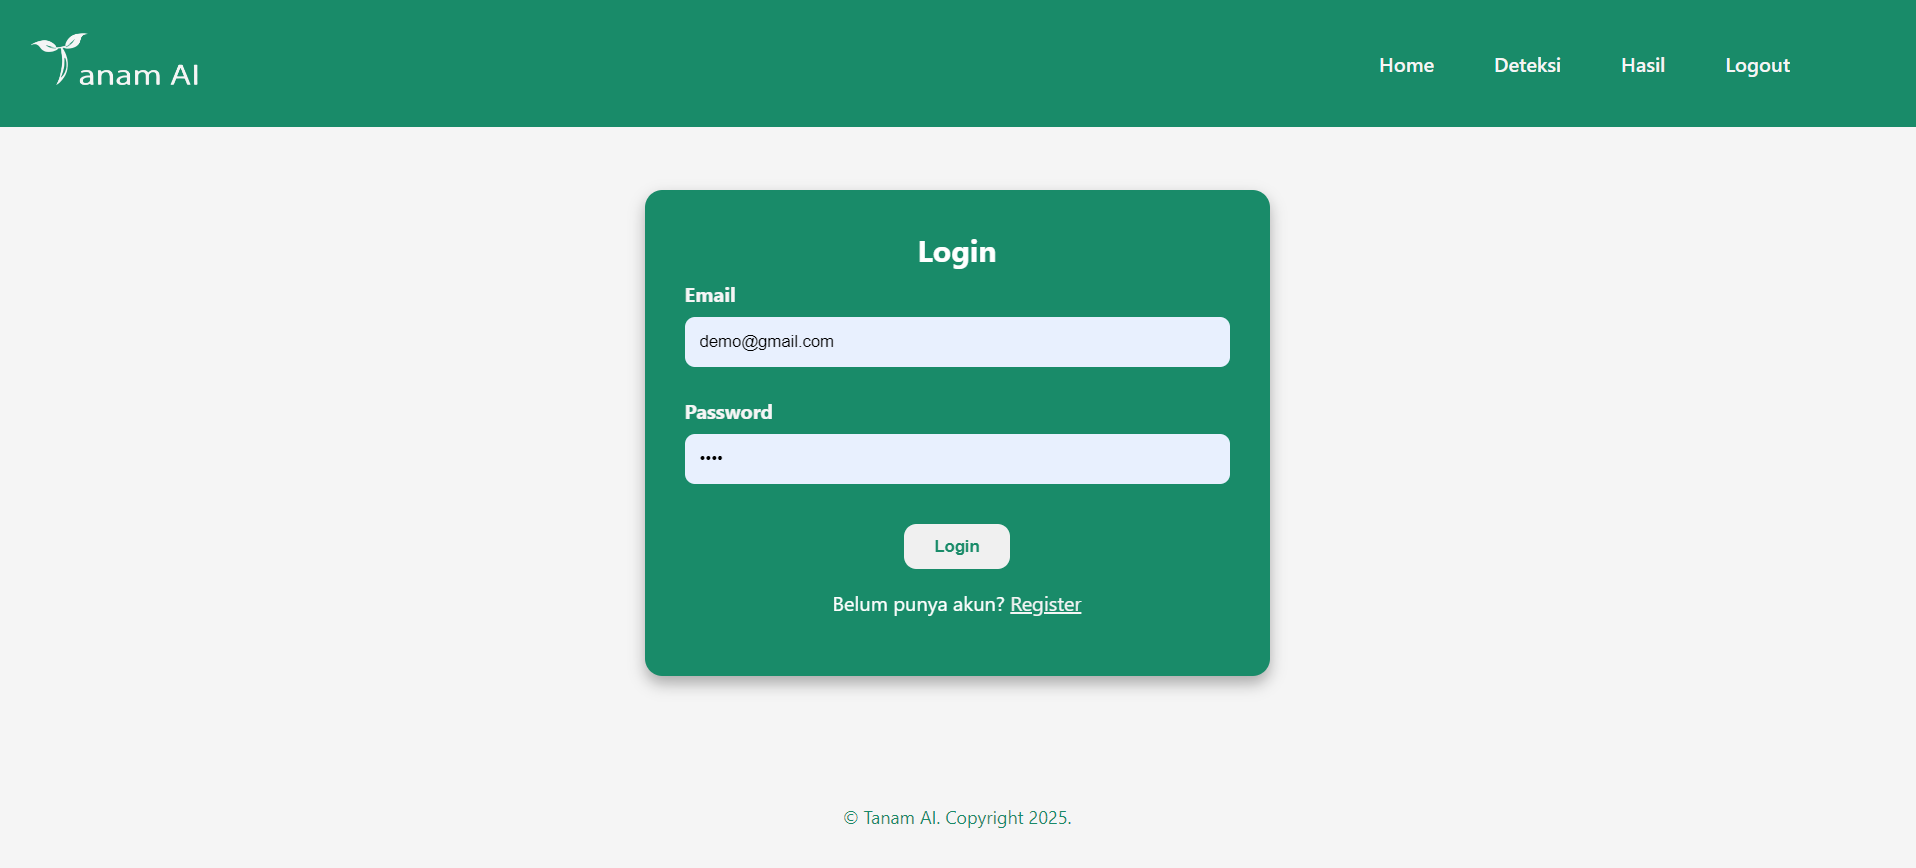 Tanam AI
Home Deteksi Hasil Logout
Login
Email
demo@gmail.com
Password
••••
Login
Belum punya akun? Register
© Tanam AI. Copyright 2025.